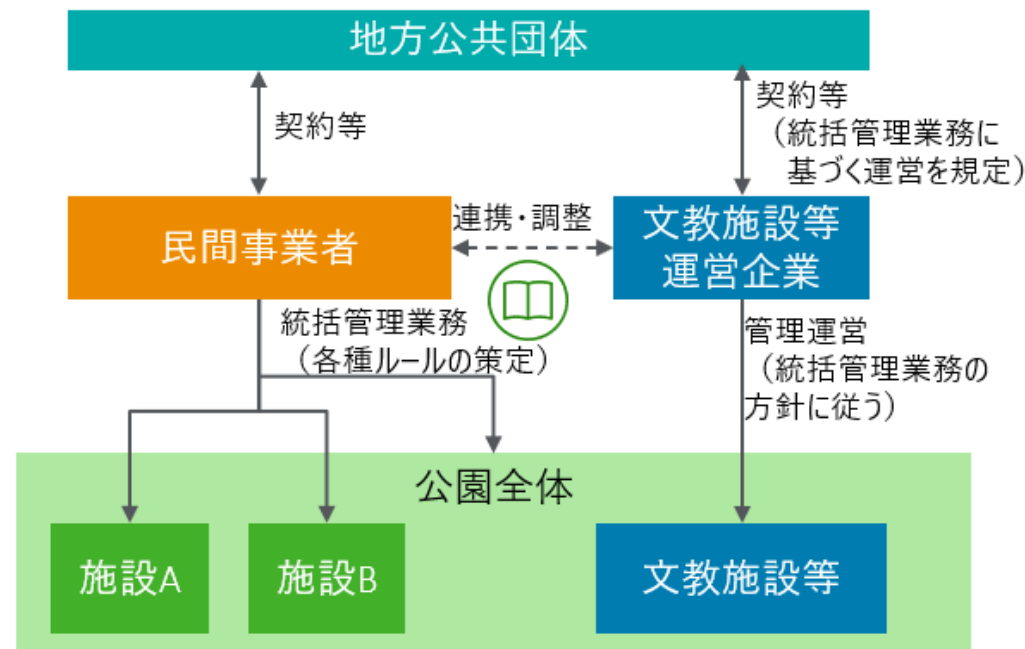 地方公共団体
契約等
契約等
（統括管理業務に
基づく運営を規定）
民間事業者
連携・調整
文教施設等
運営企業
統括管理業務
（各種ルールの策定）
管理運営
（統括管理業務の
方針に従う）
公園全体
施設A
施設B
文教施設等